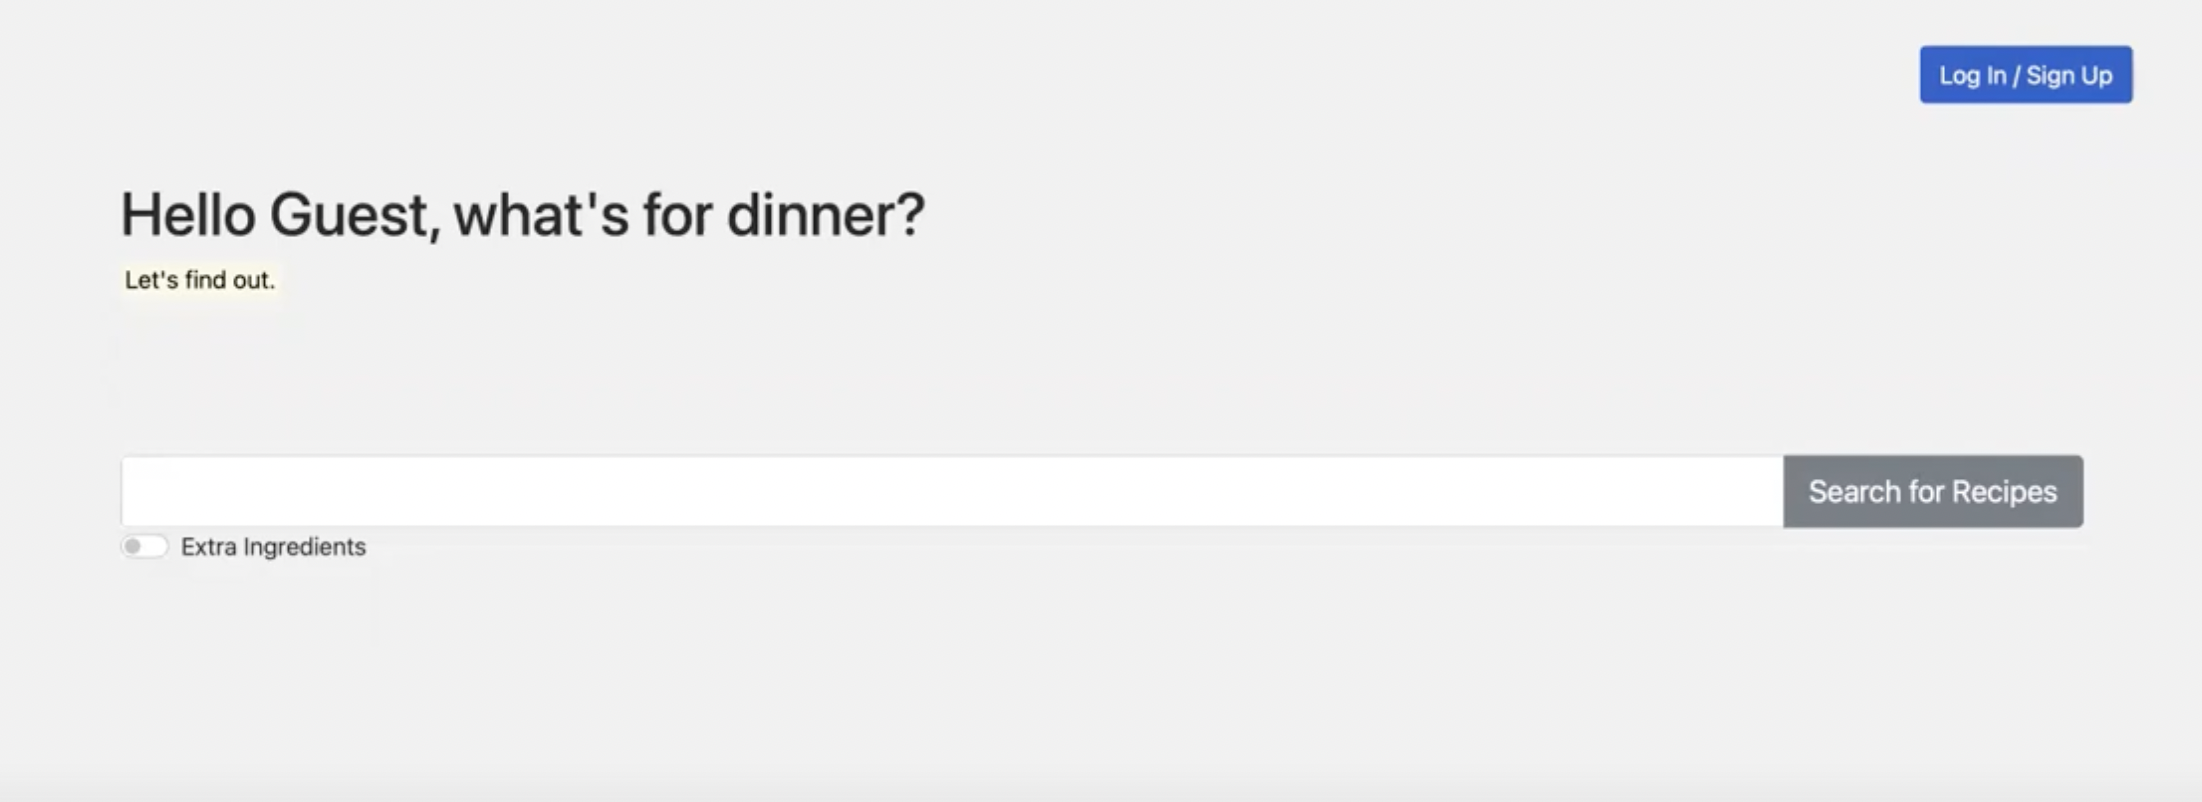 Log In / Sign Up
Hello Guest, what's for dinner?
Let's find out.
Search for Recipes
Extra Ingredients